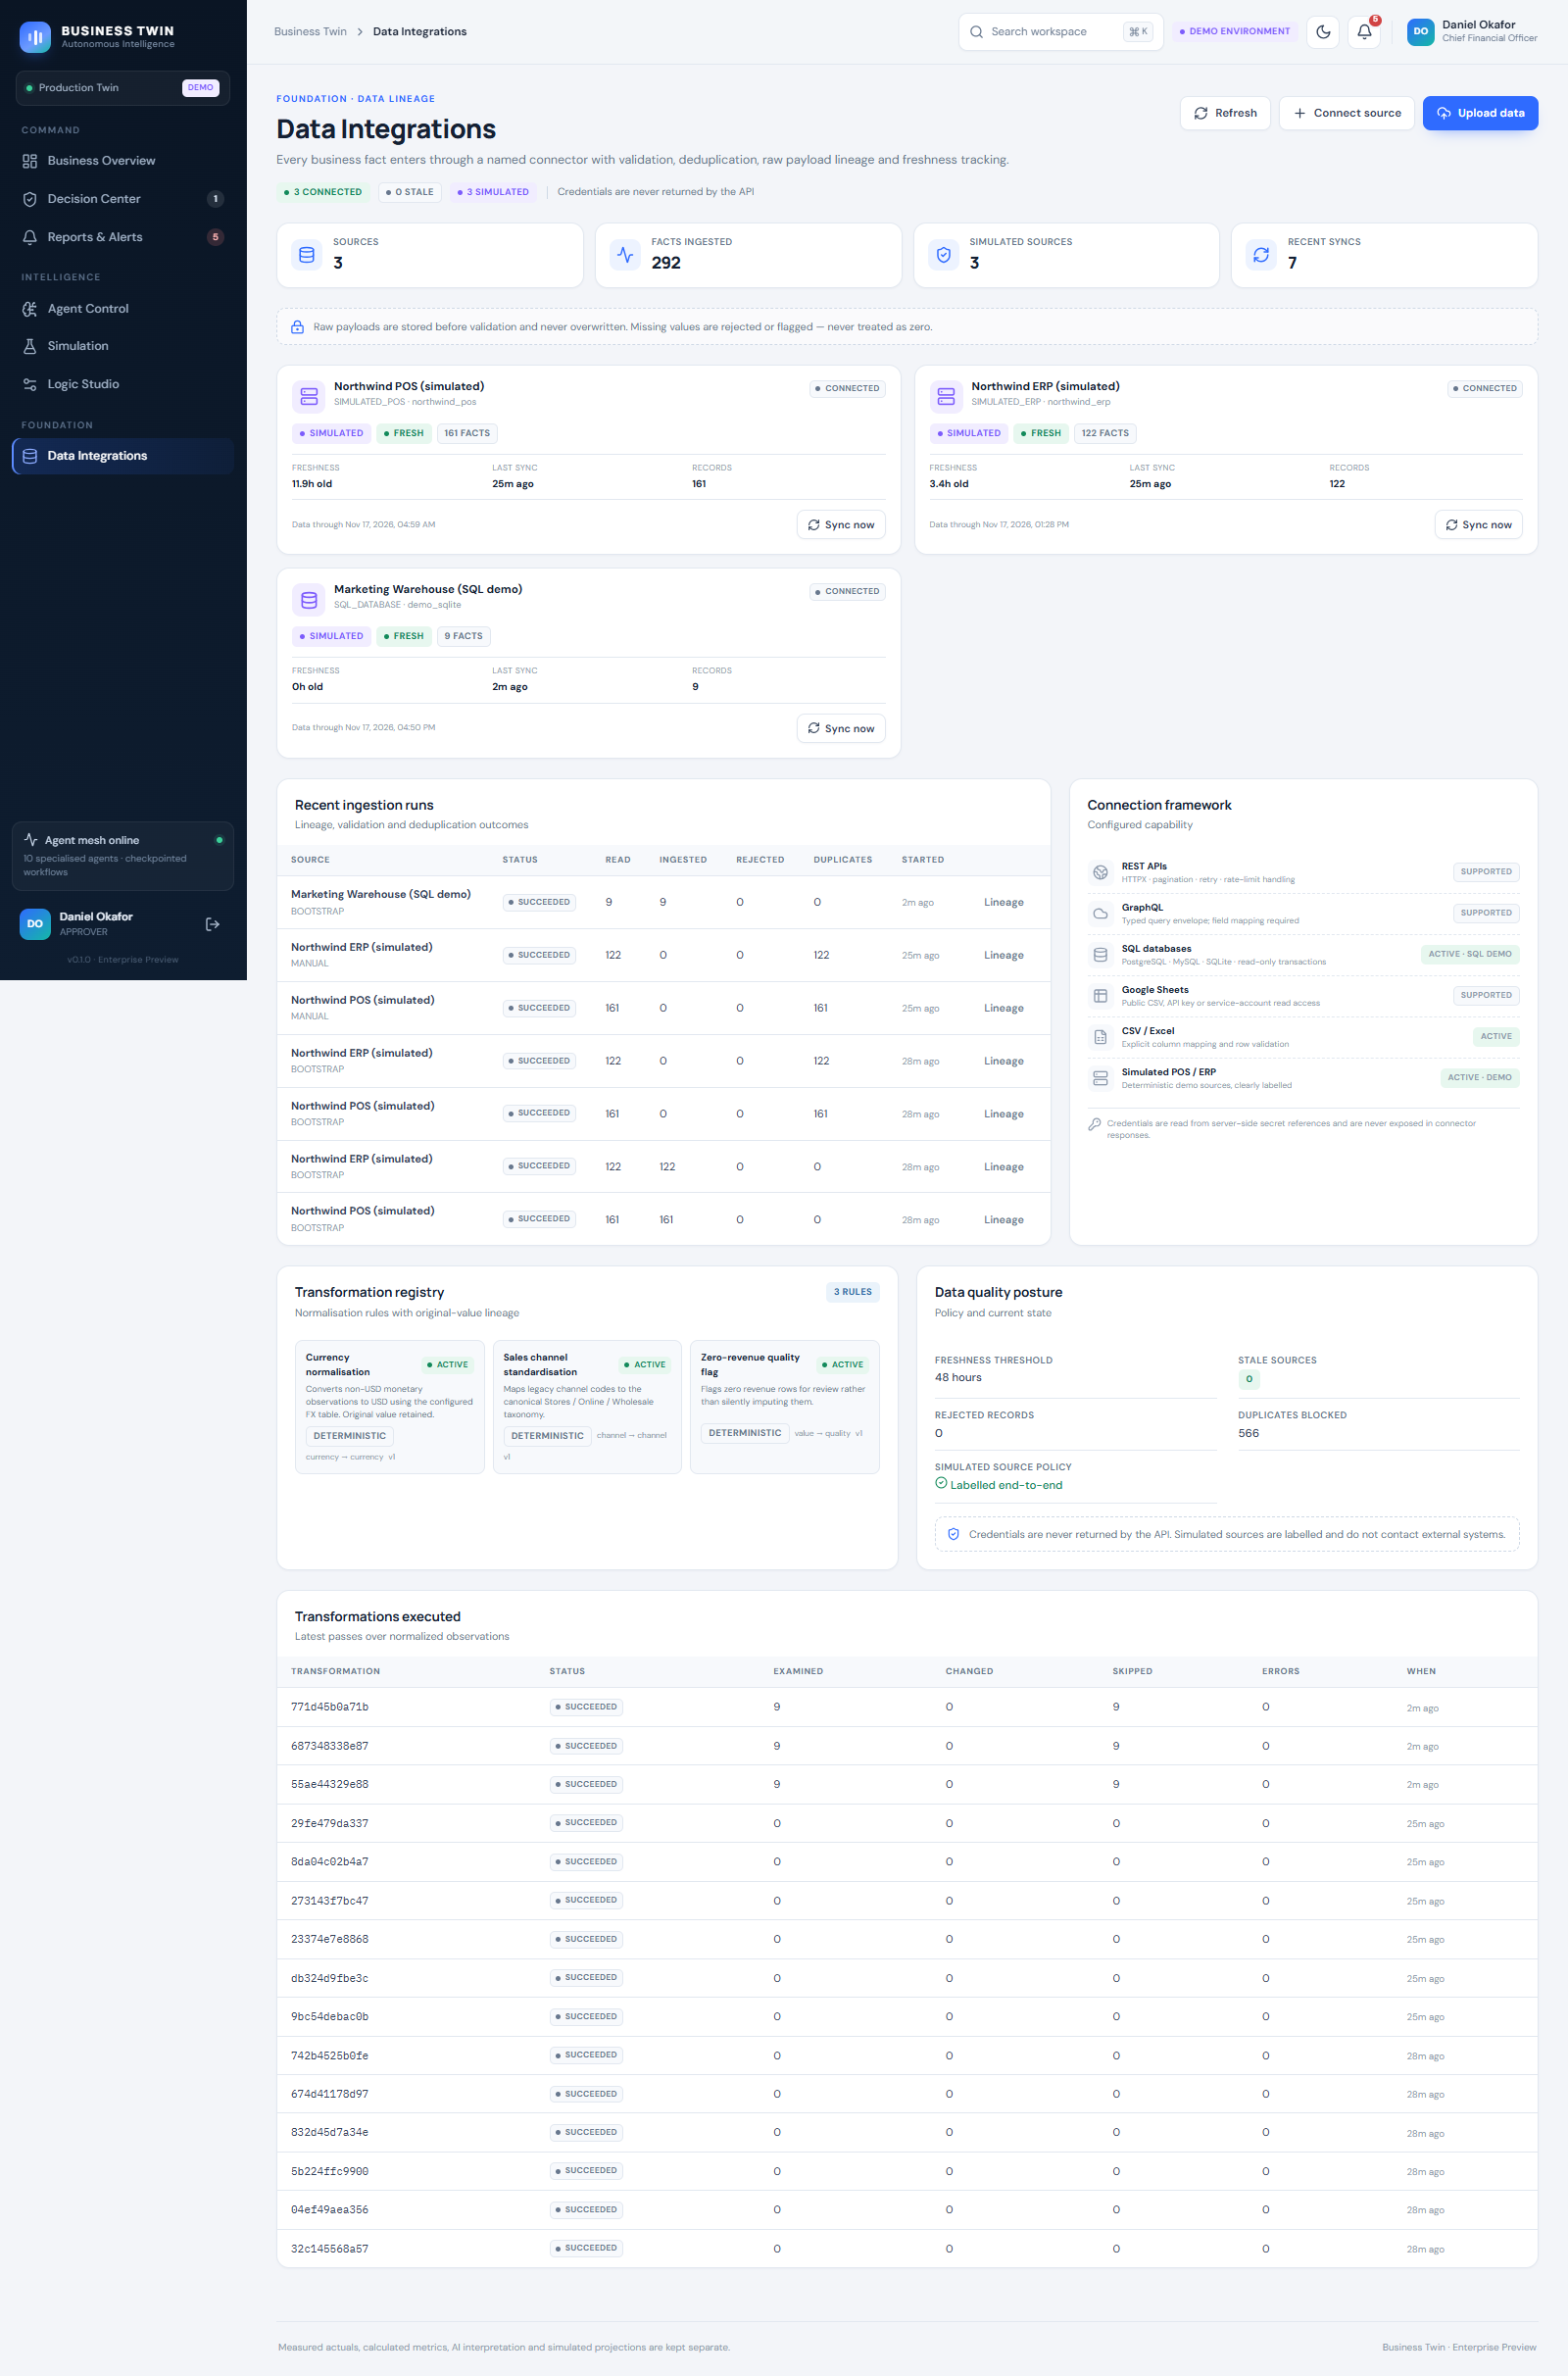 BUSINESS TWIN
Autonomous Intelligence
Production Twin
DEMO
COMMAND
Business Overview
Decision Center
1
Reports & Alerts
5
INTELLIGENCE
Agent Control
Simulation
Logic Studio
FOUNDATION
Data Integrations
Agent mesh online
10 specialised agents · checkpointed
workflows
DO
Daniel Okafor
APPROVER
v0.1.0 · Enterprise Preview
Business Twin
Data Integrations
Search workspace
⌘ K
DEMO ENVIRONMENT
5
DO
Daniel Okafor
Chief Financial Officer
FOUNDATION · DATA LINEAGE
Data Integrations
Every business fact enters through a named connector with validation, deduplication, raw payload lineage and freshness tracking.
Refresh
Connect source
Upload data
3 CONNECTED
0 STALE
3 SIMULATED
Credentials are never returned by the API
SOURCES
3
FACTS INGESTED
292
SIMULATED SOURCES
3
RECENT SYNCS
7
Raw payloads are stored before validation and never overwritten. Missing values are rejected or flagged — never treated as zero.
Northwind POS (simulated)
SIMULATED_POS · northwind_pos
CONNECTED
SIMULATED
FRESH
161 FACTS
FRESHNESS
11.9h old
LAST SYNC
25m ago
RECORDS
161
Data through Nov 17, 2026, 04:59 AM
Sync now
Northwind ERP (simulated)
SIMULATED_ERP · northwind_erp
CONNECTED
SIMULATED
FRESH
122 FACTS
FRESHNESS
3.4h old
LAST SYNC
25m ago
RECORDS
122
Data through Nov 17, 2026, 01:28 PM
Sync now
Marketing Warehouse (SQL demo)
SQL_DATABASE · demo_sqlite
CONNECTED
SIMULATED
FRESH
9 FACTS
FRESHNESS
0h old
LAST SYNC
2m ago
RECORDS
9
Data through Nov 17, 2026, 04:50 PM
Sync now
Recent ingestion runs
Lineage, validation and deduplication outcomes
SOURCE STATUS READ INGESTED REJECTED DUPLICATES STARTED
Marketing Warehouse (SQL demo)
BOOTSTRAP
SUCCEEDED 9 9 0 0 2m ago Lineage
Northwind ERP (simulated)
MANUAL
SUCCEEDED 122 0 0 122 25m ago Lineage
Northwind POS (simulated)
MANUAL
SUCCEEDED 161 0 0 161 25m ago Lineage
Northwind ERP (simulated)
BOOTSTRAP
SUCCEEDED 122 0 0 122 28m ago Lineage
Northwind POS (simulated)
BOOTSTRAP
SUCCEEDED 161 0 0 161 28m ago Lineage
Northwind ERP (simulated)
BOOTSTRAP
SUCCEEDED 122 122 0 0 28m ago Lineage
Northwind POS (simulated)
BOOTSTRAP
SUCCEEDED 161 161 0 0 28m ago Lineage
Connection framework
Configured capability
REST APIs
HTTPX · pagination · retry · rate-limit handling
SUPPORTED
GraphQL
Typed query envelope; field mapping required
SUPPORTED
SQL databases
PostgreSQL · MySQL · SQLite · read-only transactions
ACTIVE · SQL DEMO
Google Sheets
Public CSV, API key or service-account read access
SUPPORTED
CSV / Excel
Explicit column mapping and row validation
ACTIVE
Simulated POS / ERP
Deterministic demo sources, clearly labelled
ACTIVE · DEMO
Credentials are read from server-side secret references and are never exposed in connector
responses.
Transformation registry
Normalisation rules with original-value lineage
3 RULES
Currency
normalisation
ACTIVE
Converts non-USD monetary
observations to USD using the configured
FX table. Original value retained.
DETERMINISTIC
currency → currency v1
Sales channel
standardisation
ACTIVE
Maps legacy channel codes to the
canonical Stores / Online / Wholesale
taxonomy.
DETERMINISTIC channel → channel
v1
Zero-revenue quality
flag
ACTIVE
Flags zero revenue rows for review rather
than silently imputing them.
DETERMINISTIC value → quality v1
Data quality posture
Policy and current state
FRESHNESS THRESHOLD
48 hours
STALE SOURCES
0
REJECTED RECORDS
0
DUPLICATES BLOCKED
566
SIMULATED SOURCE POLICY
Labelled end-to-end
Credentials are never returned by the API. Simulated sources are labelled and do not contact external systems.
Transformations executed
Latest passes over normalized observations
TRANSFORMATION STATUS EXAMINED CHANGED SKIPPED ERRORS WHEN
771d45b0a71b SUCCEEDED 9 0 9 0 2m ago
687348338e87 SUCCEEDED 9 0 9 0 2m ago
55ae44329e88 SUCCEEDED 9 0 9 0 2m ago
29fe479da337 SUCCEEDED 0 0 0 0 25m ago
8da04c02b4a7 SUCCEEDED 0 0 0 0 25m ago
273143f7bc47 SUCCEEDED 0 0 0 0 25m ago
23374e7e8868 SUCCEEDED 0 0 0 0 25m ago
db324d9fbe3c SUCCEEDED 0 0 0 0 25m ago
9bc54debac0b SUCCEEDED 0 0 0 0 25m ago
742b4525b0fe SUCCEEDED 0 0 0 0 28m ago
674d41178d97 SUCCEEDED 0 0 0 0 28m ago
832d45d7a34e SUCCEEDED 0 0 0 0 28m ago
5b224ffc9900 SUCCEEDED 0 0 0 0 28m ago
04ef49aea356 SUCCEEDED 0 0 0 0 28m ago
32c145568a57 SUCCEEDED 0 0 0 0 28m ago
Measured actuals, calculated metrics, AI interpretation and simulated projections are kept separate.
Business Twin · Enterprise Preview